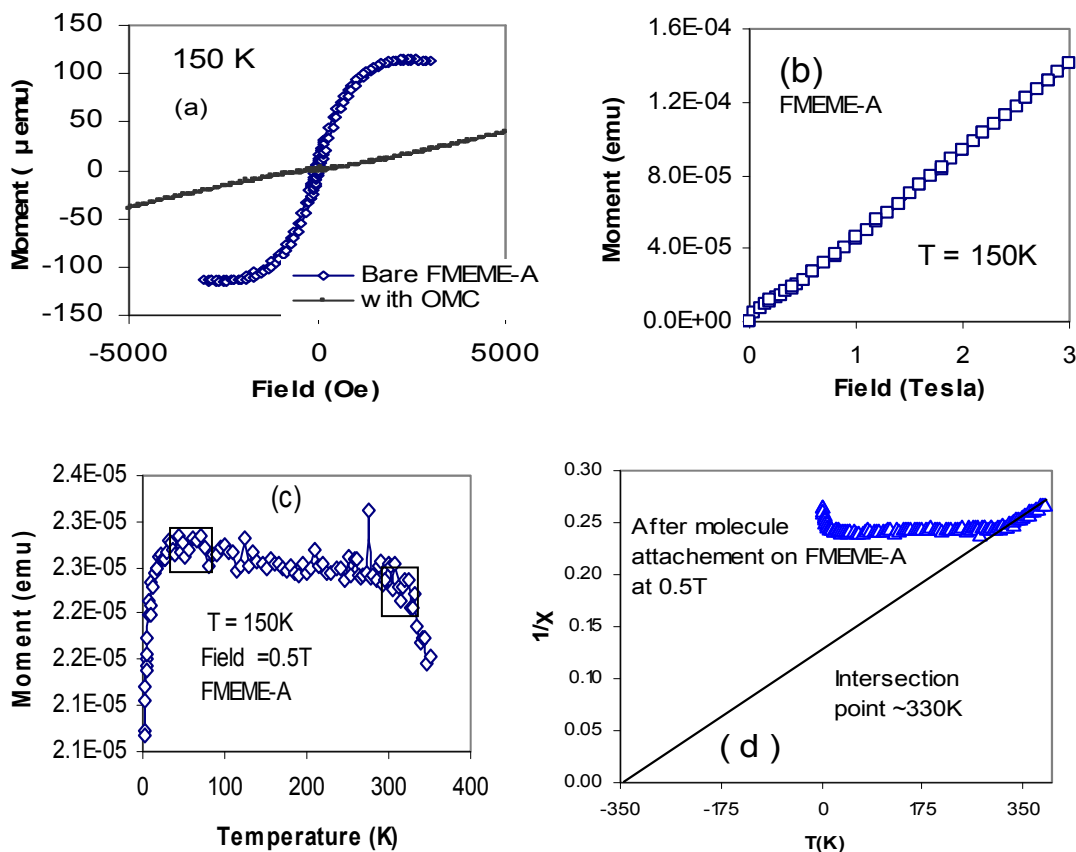 150
100
50
0
-50
-100
-150
Moment ( µemu)
150 K
(a)
Bare FMEME-A
with OMC
-5000
0
5000
Field (Oe)
1.6E-04
1.2E-04
8.0E-05
4.0E-05
0.0E+00
Moment (emu)
(b)
FMEME-A
T = 150K
0
1
2
3
Field (Tesla)
2.4E-05
2.3E-05
2.3E-05
2.2E-05
2.2E-05
2.1E-05
2.1E-05
Moment (emu)
(c)
T = 150K
Field =0.5T
FMEME-A
0
100
200
300
400
Temperature (K)
0.30
0.25
0.20
0.15
0.10
0.05
0.00
1/X
After molecule
attachement on FMEME-A
at 0.5T
Intersection
point ~330K
( d )
-350
-175
0
175
350
T(K)